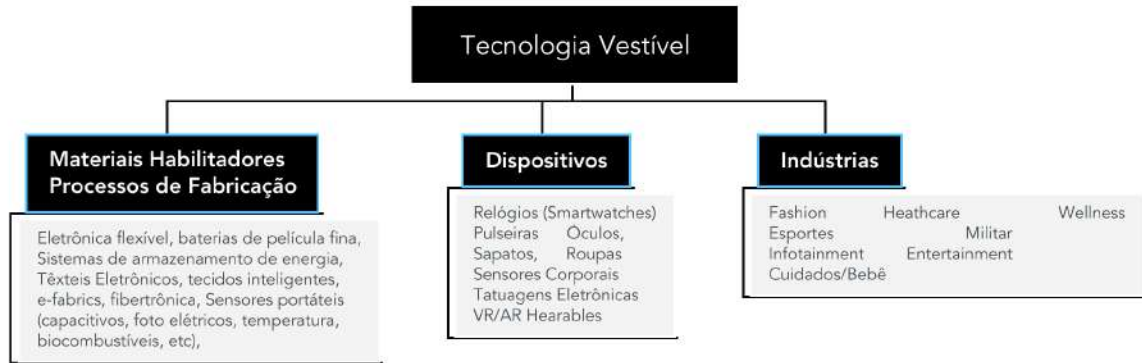 Tecnologia Vestível
Materiais Habilitadores
Processos de Fabricação
Eletrônica flexível, baterias de película fina,
Sistemas de armazenamento de energia,
Têxteis Eletrônicos, tecidos inteligentes,
e-fabrics, fibertrônica, Sensores portáteis
(capacitivos, foto elétricos, temperatura,
biocombustíveis, etc),
Dispositivos
Relógios (Smartwatches)
Pulseiras Óculos,
Sapatos, Roupas
Sensores Corporais
Tatuagens Eletrônicas
VR/AR Hearables
Indústrias
Fashion Heathcare Wellness
Esportes Militar
Infotainment Entertainment
Cuidados/Bebê